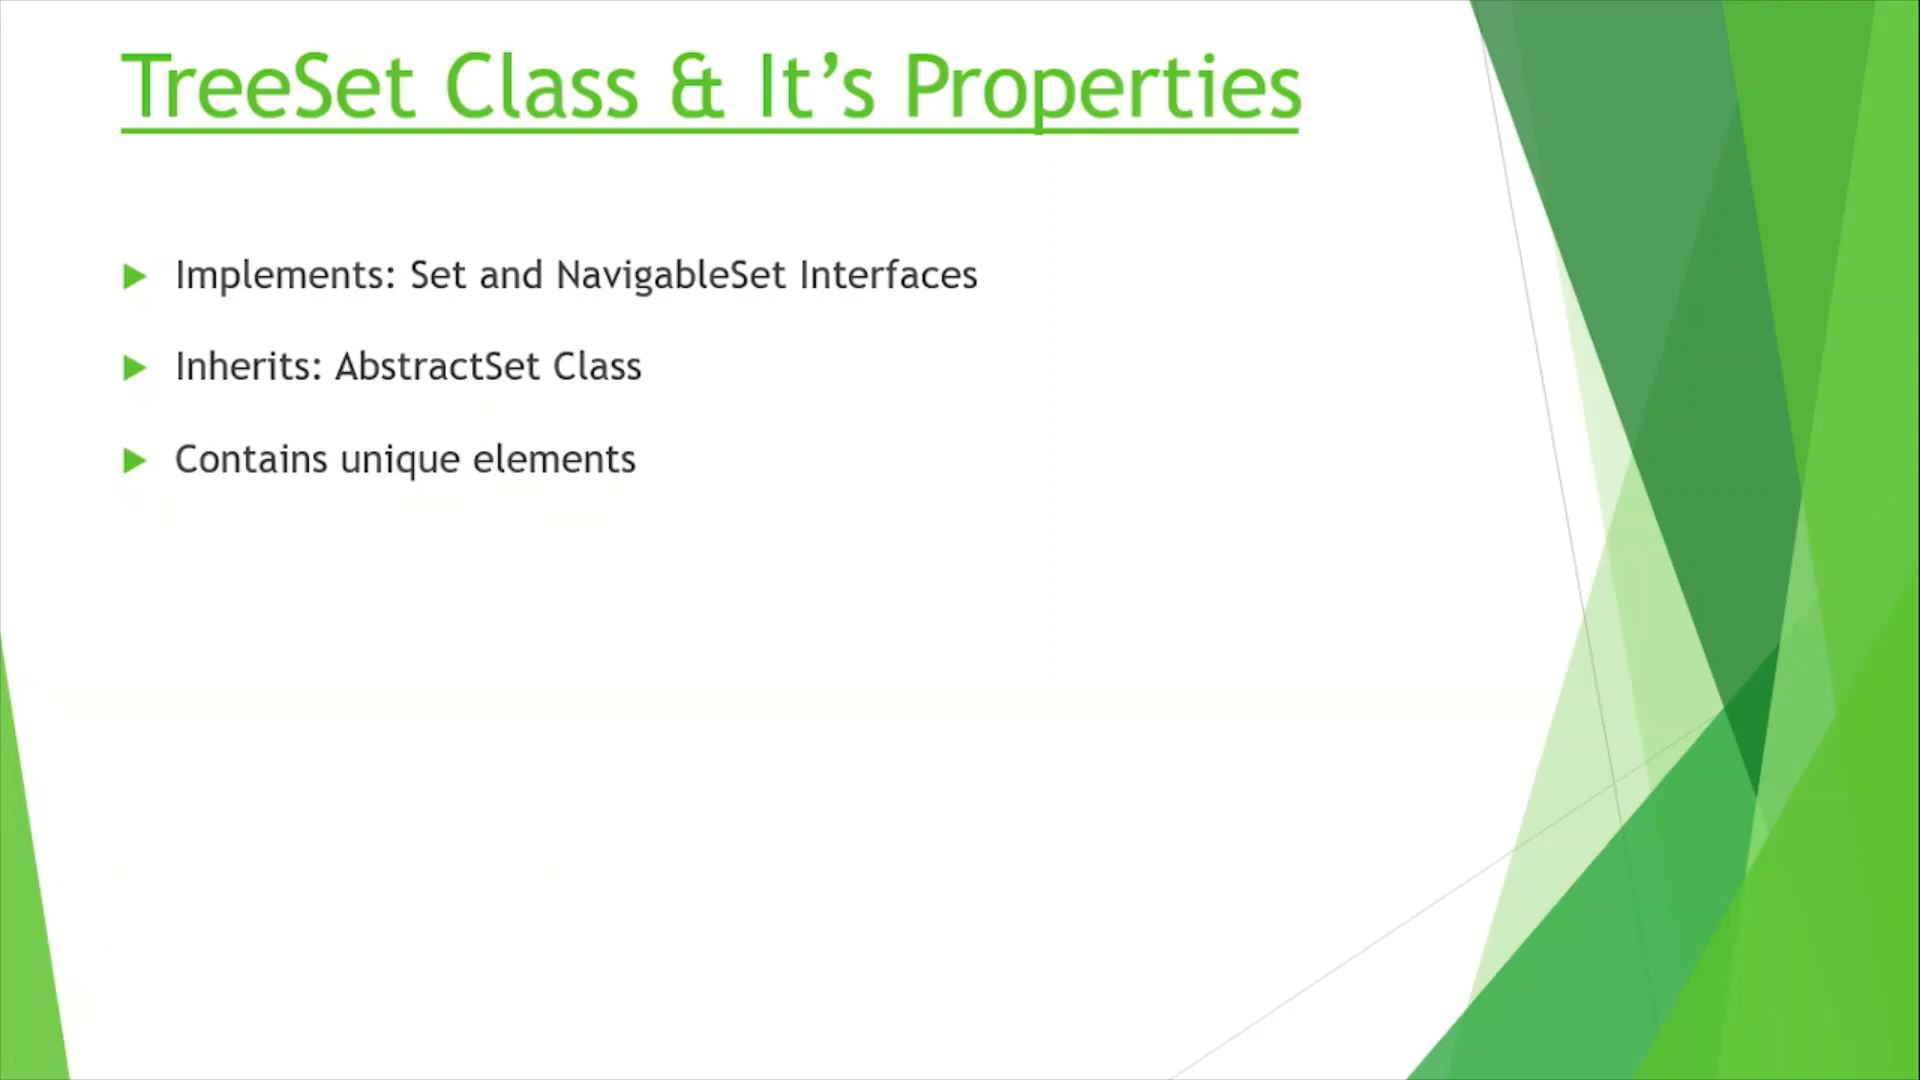 TreeSet Class & It’s Properties
Implements: Set and NavigableSet Interfaces
Inherits: AbstractSet Class
Contains unique elements